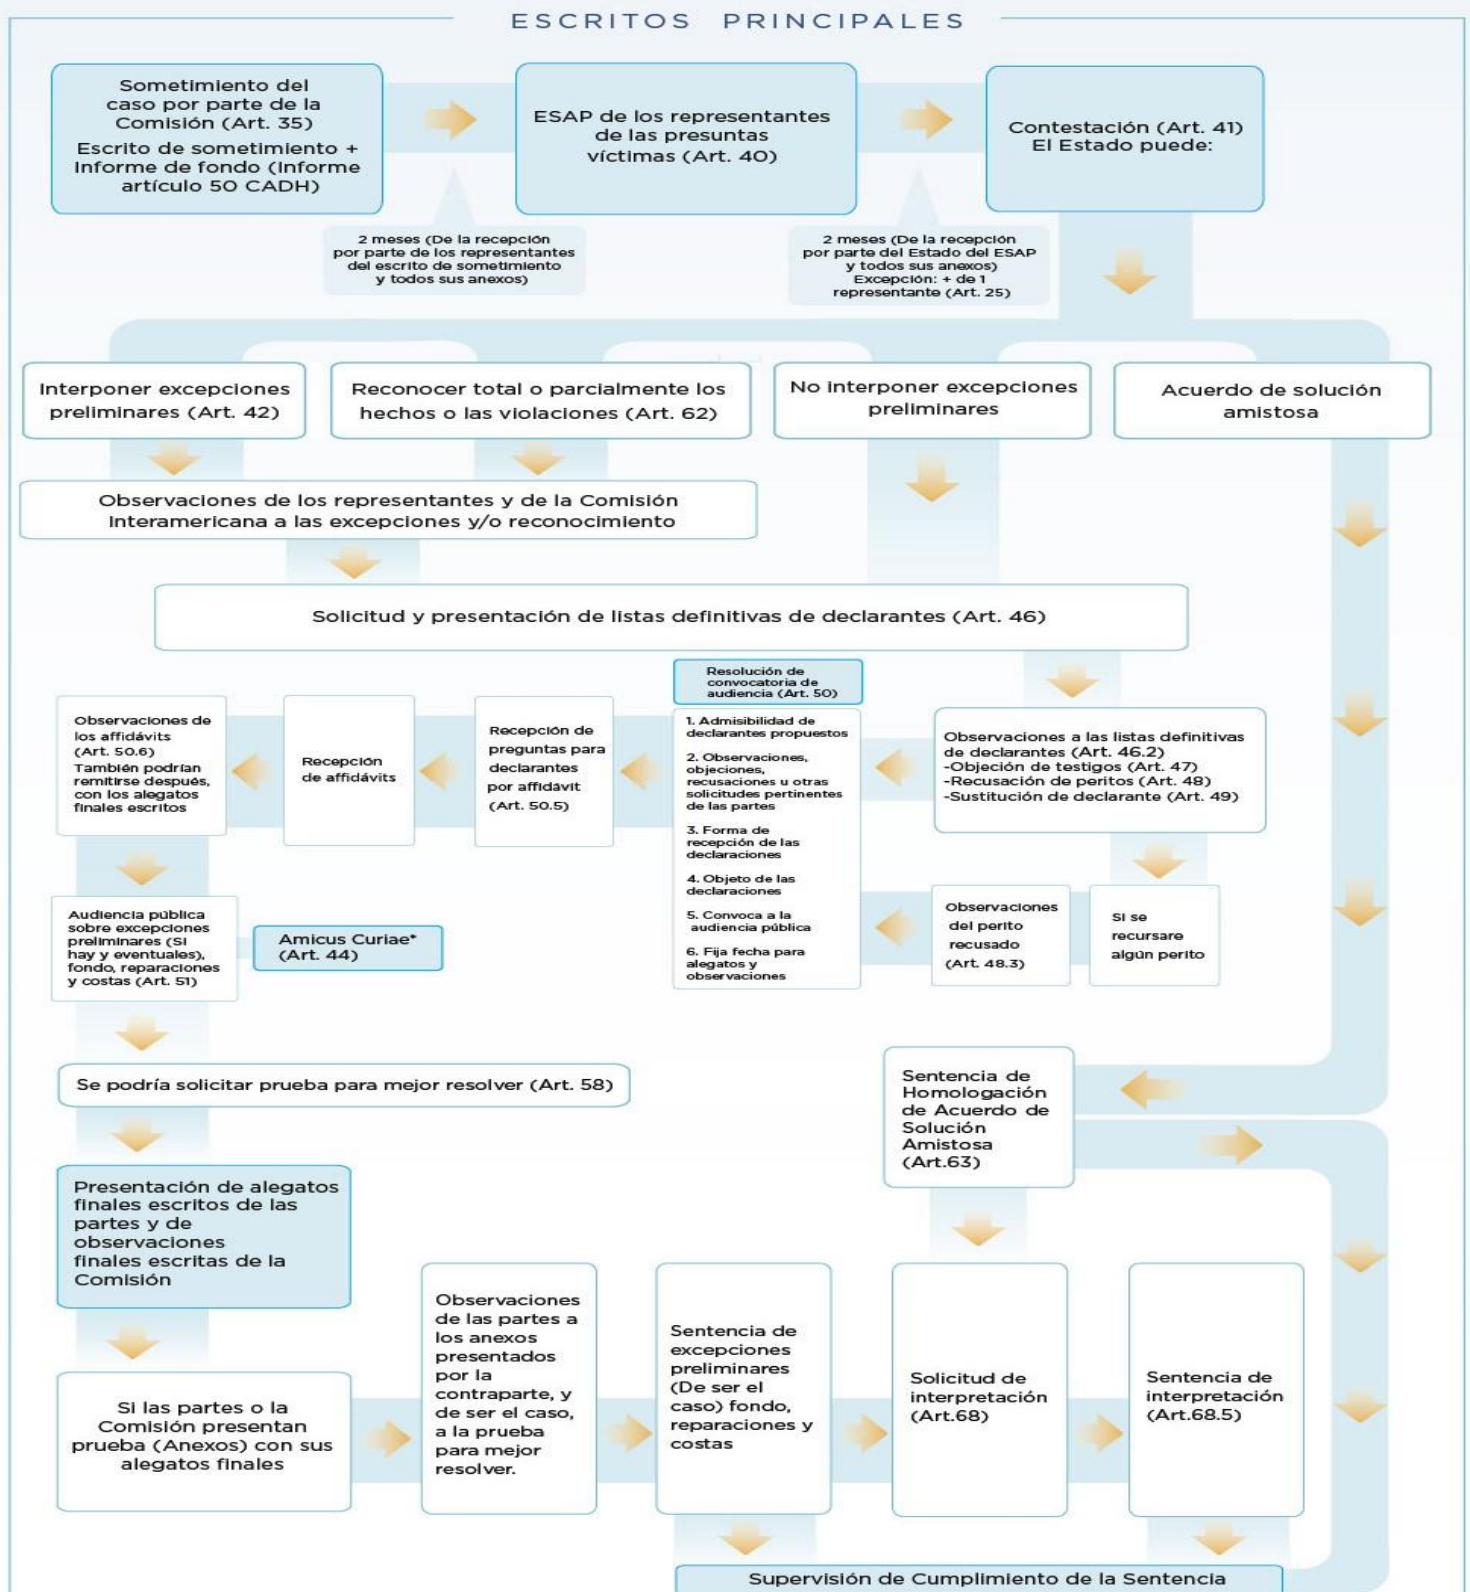 ESCRITOS PRINCIPALES
Sometimiento del
caso por parte de la
Comisión (Art. 35)
Escrito de sometimiento +
Informe de fondo (Informe
artículo 50 CADH)
ESAP de los representantes
de las presuntas
víctimas (Art. 40)
Contestación (Art. 41)
El Estado puede:
2 meses (De la recepción
por parte de los representantes
del escrito de sometimiento
y todos sus anexos)
2 meses (De la recepción
por parte del Estado del ESAP
y todos sus anexos)
Excepción: + de 1
representante (Art. 25)
Interponer excepciones
preliminares (Art. 42)
Reconocer total o parcialmente los
hechos o las violaciones (Art. 62)
No interponer excepciones
preliminares
Acuerdo de solución
amistosa
Observaciones de los representantes y de la Comisión
Interamericana a las excepciones y/o reconocimiento
Solicitud y presentación de listas definitivas de declarantes (Art. 46)
Observaciones a las listas definitivas
de declarantes (Art. 46.2)
-Objeción de testigos (Art. 47)
-Recusación de peritos (Art. 48)
-Sustitución de declarante (Art. 49)
Si se
recursare
algún perito
Observaciones
del perito
recusado
(Art. 48.3)
Resolución de
convocatoria de
audiencia (Art. 50)
1. Admisibilidad de
declarantes propuestos
2. Observaciones,
objeciones,
recusaciones u otras
solicitudes pertinentes
de las partes
3. Forma de
recepción de las
declaraciones
4. Objeto de las
declaraciones
5. Convoca a la
audiencia pública
6. Fija fecha para
alegatos y
observaciones
Recepción de
preguntas para
declarantes
por affidávit
(Art. 50.5)
Recepción
de affidávits
Observaciones de
los affidávits
(Art. 50.6)
También podrían
remitirse después,
con los alegatos
finales escritos
Audiencia pública
sobre excepciones
preliminares (Si
hay y eventuales),
fondo, reparaciones
y costas (Art. 51)
Amicus Curiae*
(Art. 44)
Se podría solicitar prueba para mejor resolver (Art. 58)
Sentencia de
Homologación
de Acuerdo de
Solución
Amistosa
(Art.63)
Presentación de alegatos
finales escritos de las
partes y de
observaciones
finales escritas de la
Comisión
Si las partes o la
Comisión presentan
prueba (Anexos) con sus
alegatos finales
Observaciones
de las partes a
los anexos
presentados
por la
contraparte, y
de ser el caso,
a la prueba
para mejor
resolver.
Sentencia de
excepciones
preliminares
(De ser el
caso) fondo,
reparaciones y
costas
Solicitud de
interpretación
(Art.68)
Sentencia de
interpretación
(Art.68.5)
Supervisión de Cumplimiento de la Sentencia